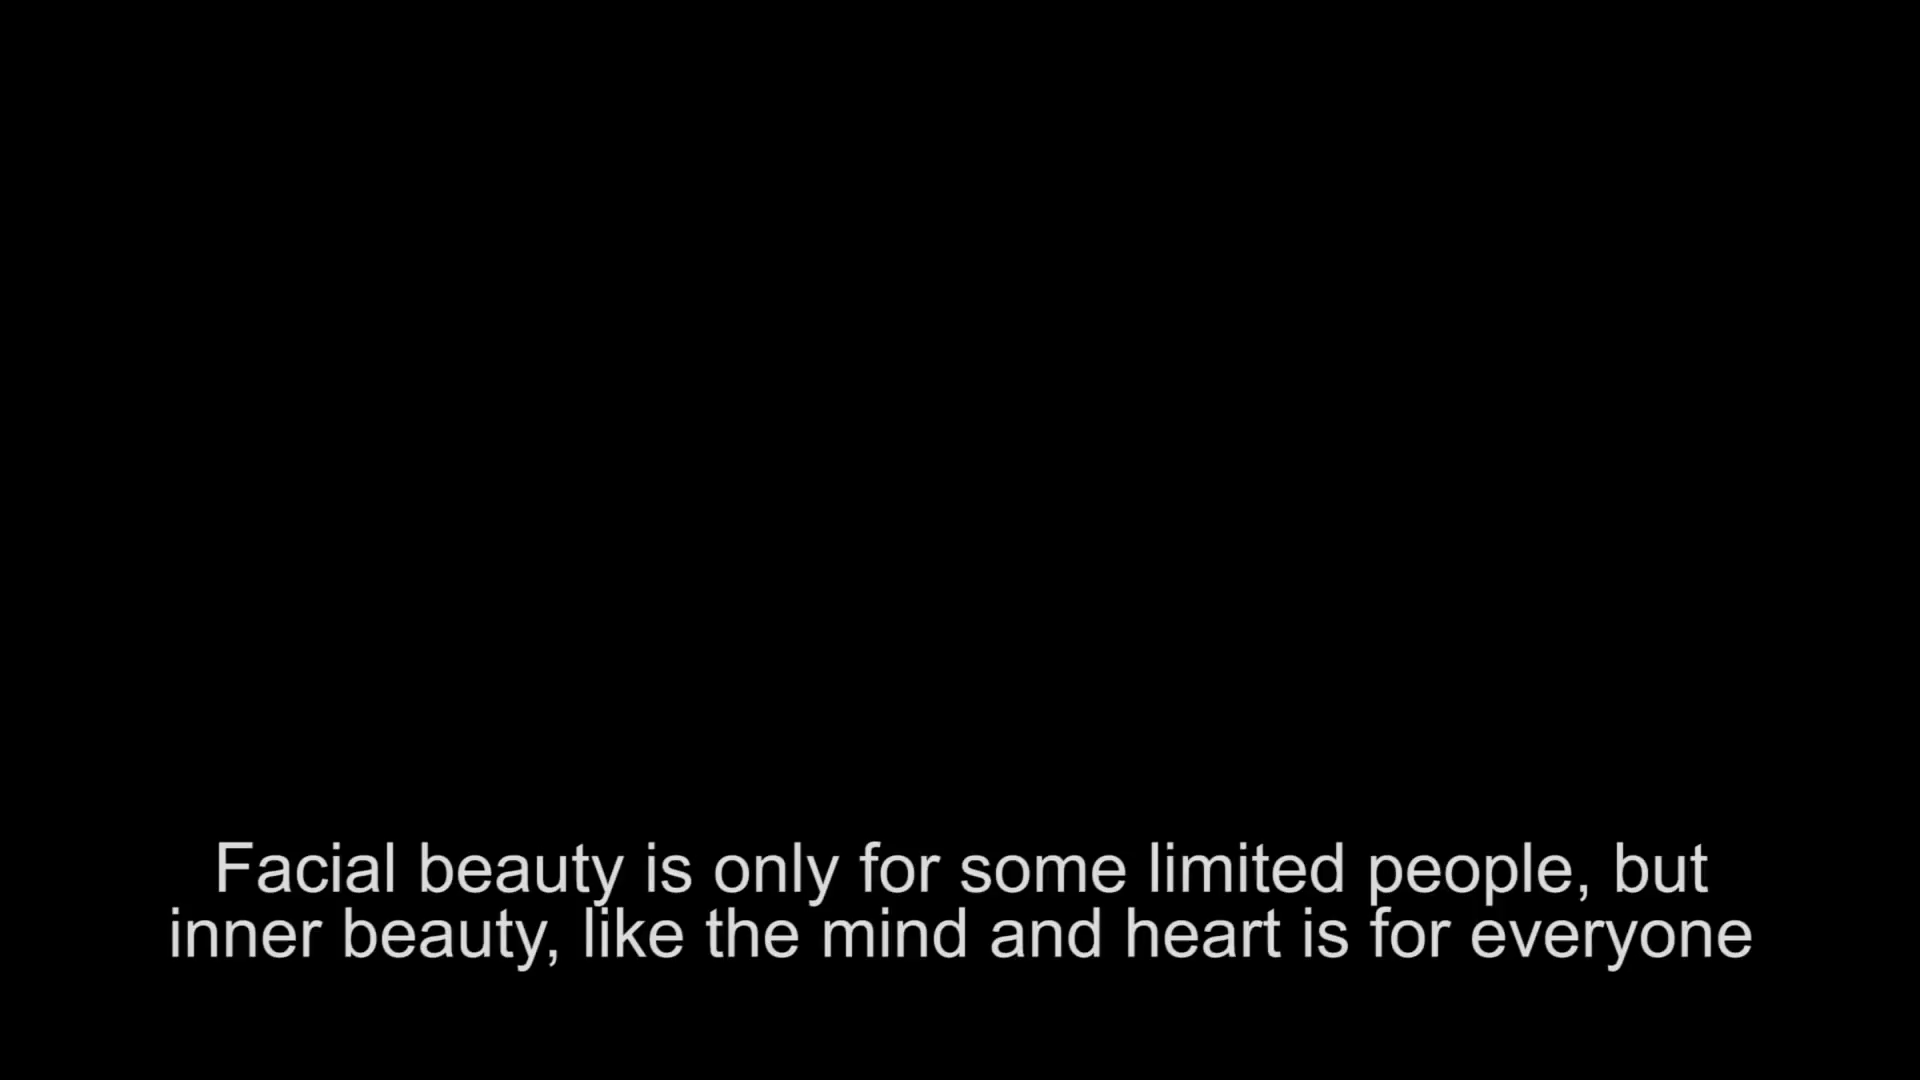 Facial beauty is only for some limited people, but
inner beauty, like the mind and heart is for everyone